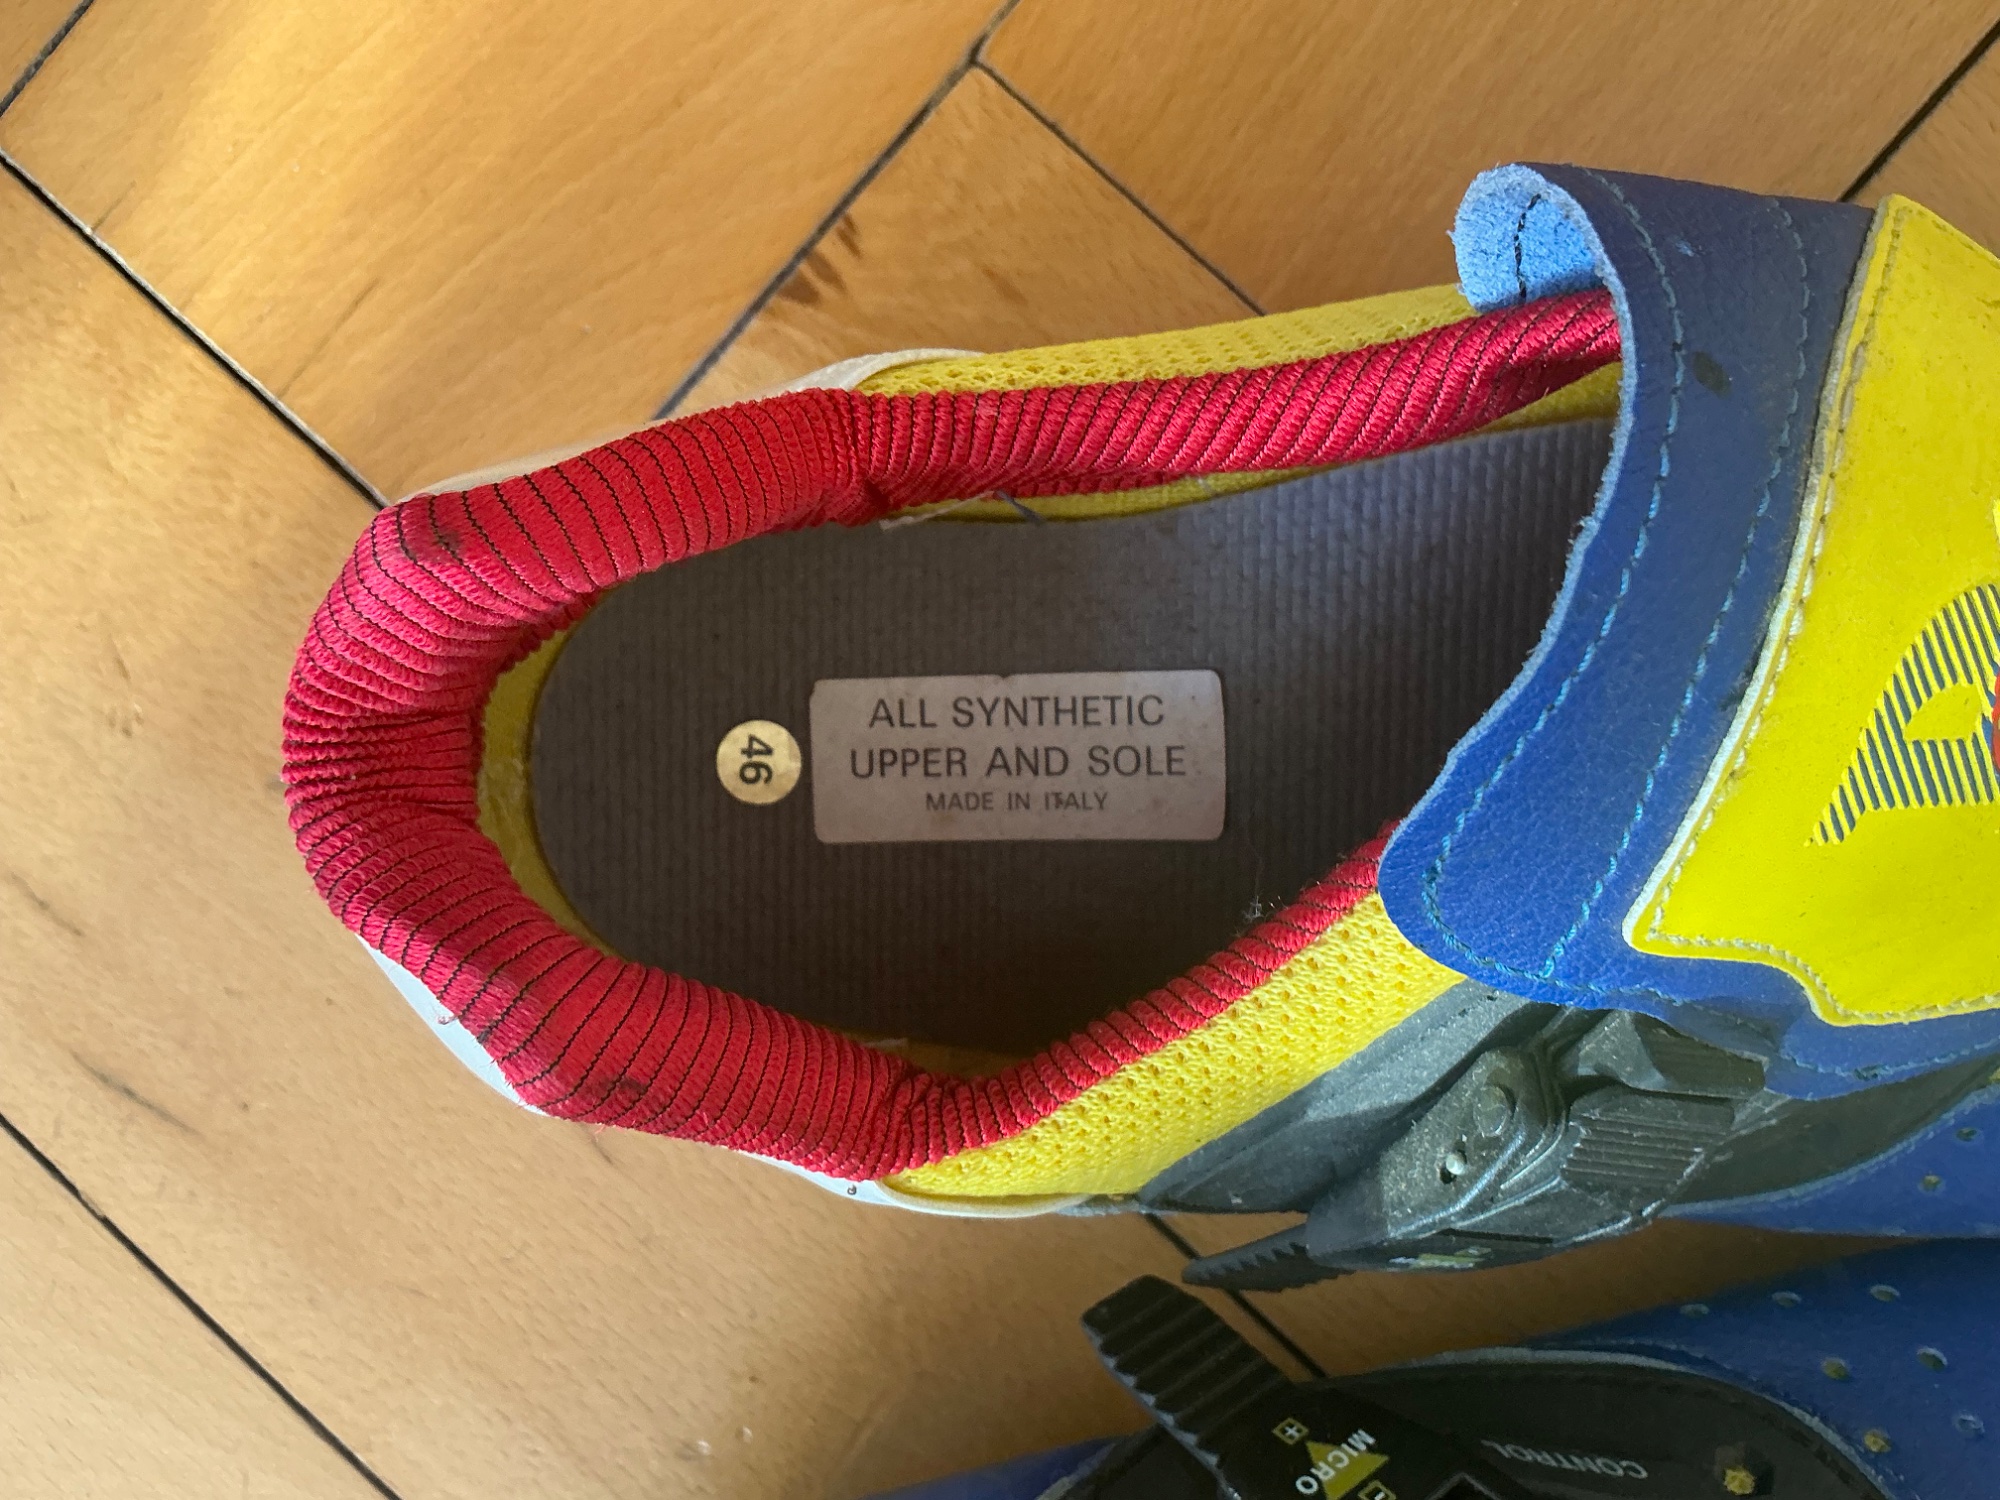 46
ALL SYNTHETIC
UPPER AND SOLE
MADE IN ITALY
+ MICRO -
CONTROL